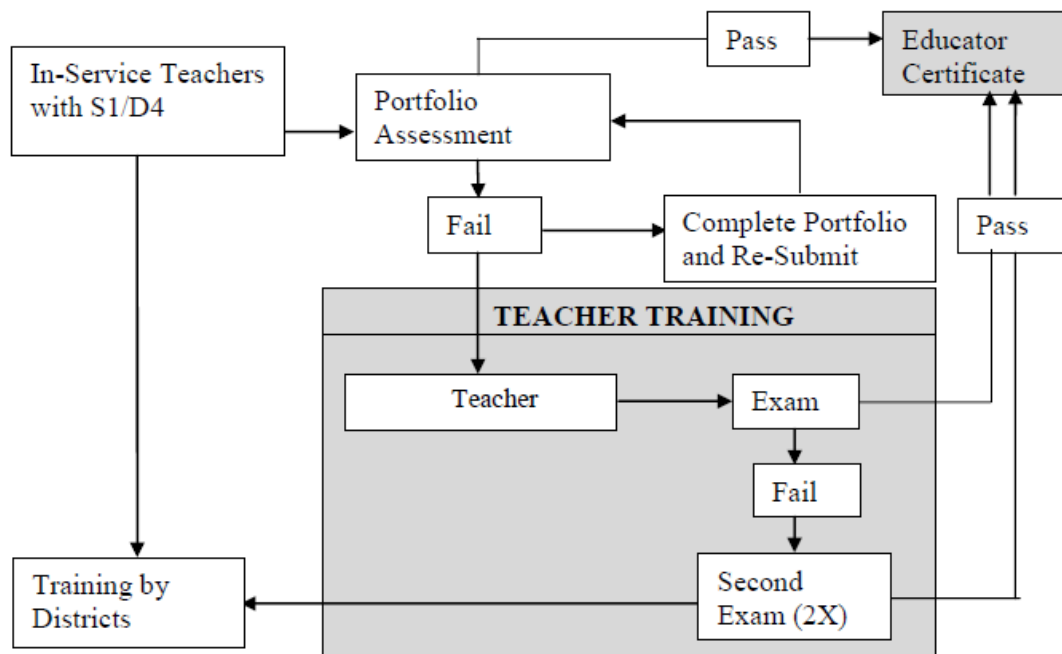 Pass
Educator
Certificate
In-Service Teachers
with S1/D4
Portfolio
Assessment
Fail
Complete Portfolio
and Re-Submit
Pass
TEACHER TRAINING
Teacher
Exam
Fail
Training by
Districts
Second
Exam (2X)